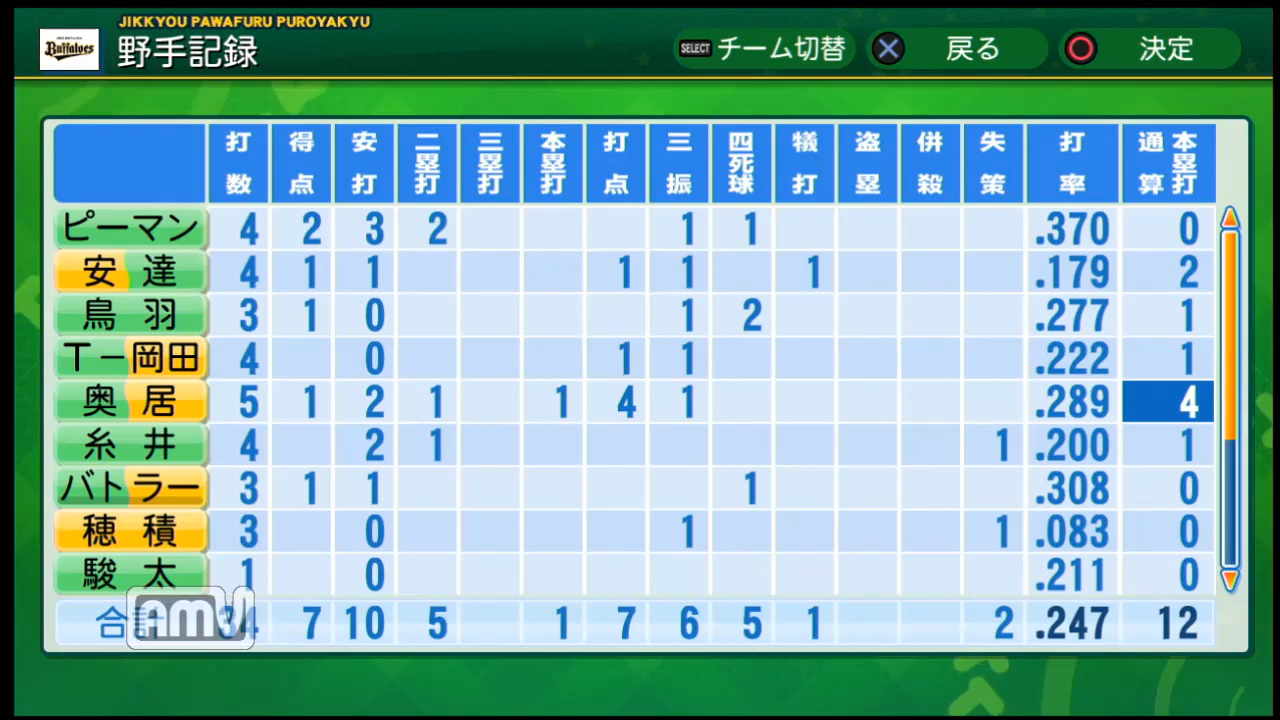 JIKKYOU PAWAFURU PUROYAKYU
Buffaloes 野手記録 SELECT チーム切替 戻る 決定
打数 得点 安打 二塁打 三塁打 本塁打 打点 三振 四死球 犠打 盗塁 併殺 失策 打率 通算本塁打
ピーマン 4 2 3 2 1 1 .370 0
安達 4 1 1 1 1 1 .179 2
鳥羽 3 1 0 1 2 .277 1
T-岡田 4 0 1 1 .222 1
奥居 5 1 2 1 1 4 1 .289 4
糸井 4 2 1 1 .200 1
バトラー 3 1 1 1 .308 0
穂積 3 0 1 1 .083 0
駿太 1 0 .211 0
合計 34 7 10 5 1 7 6 5 1 2 .247 12
AMV